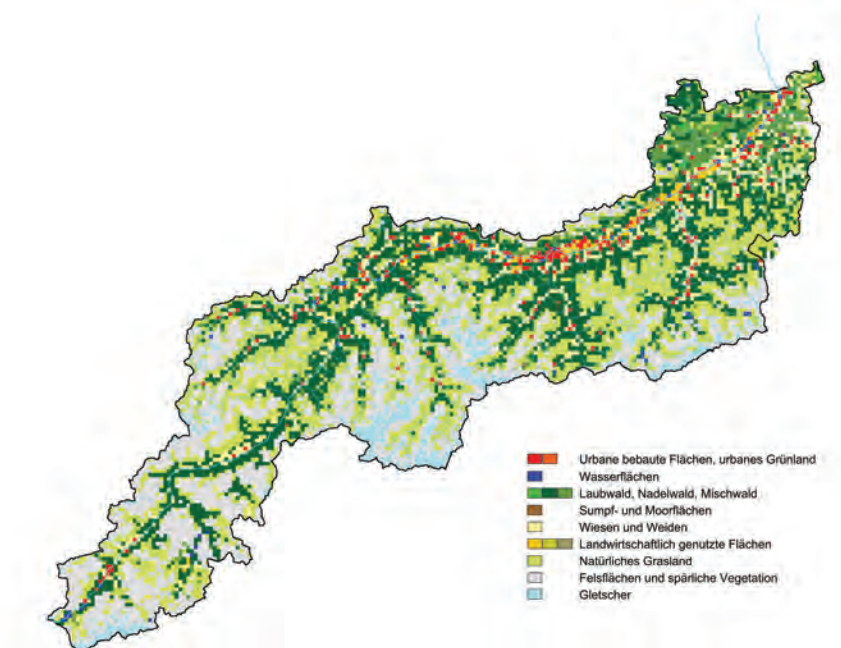 Urbane bebaute Flächen, urbanes Grünland
Wasserflächen
Laubwald, Nadelwald, Mischwald
Sumpf- und Moorflächen
Wiesen und Weiden
Landwirtschaftlich genutzte Flächen
Natürliches Grasland
Felsflächen und spärliche Vegetation
Gletscher